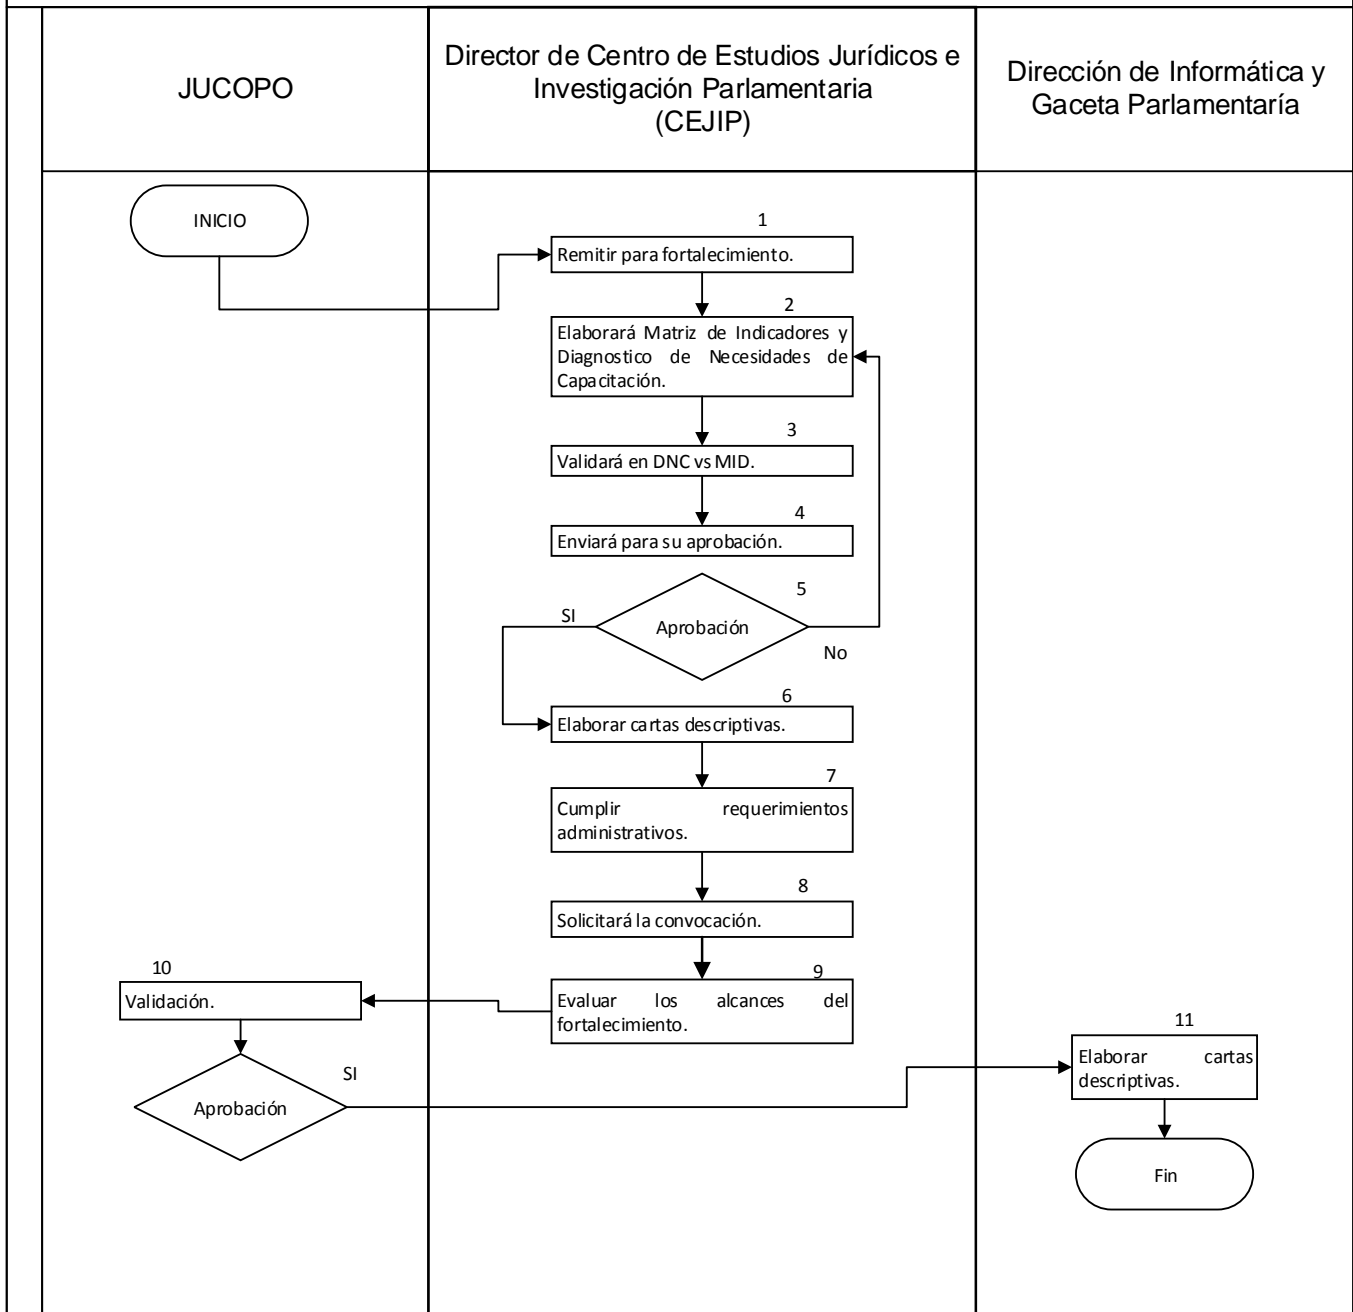 JUCOPO
Director de Centro de Estudios Jurídicos e
Investigación Parlamentaria
(CEJIP)
Dirección de Informática y
Gaceta Parlamentaría
INICIO
1
Remitir para fortalecimiento.
2
Elaborará Matriz de Indicadores y
Diagnostico de Necesidades de
Capacitación.
3
Validará en DNC vs MID.
4
Enviará para su aprobación.
5
SI
Aprobación
No
6
Elaborar cartas descriptivas.
7
Cumplir requerimientos
administrativos.
8
Solicitará la convocación.
9
Evaluar los alcances del
fortalecimiento.
10
Validación.
SI
Aprobación
11
Elaborar cartas
descriptivas.
Fin